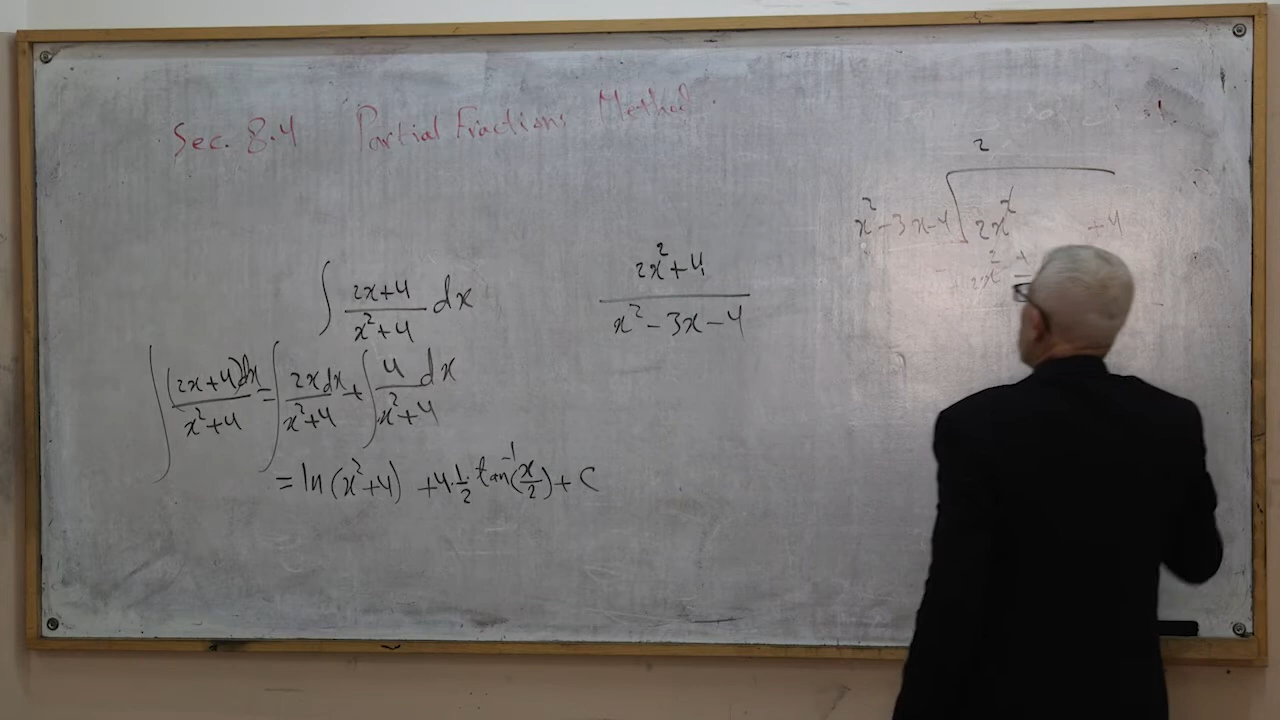 Sec. 8.4 Partial Fractions Method
∫ (2x+4)/(x²+4) dx
∫ (2x+4)dx/(x²+4) = ∫ 2x dx/(x²+4) + ∫ 4/(x²+4) dx
= ln(x²+4) + 4·1/2 tan⁻¹(x/2) + C
(2x²+4)/(x²-3x-4)
2
x²-3x-4 √ 2x² +4
2x²